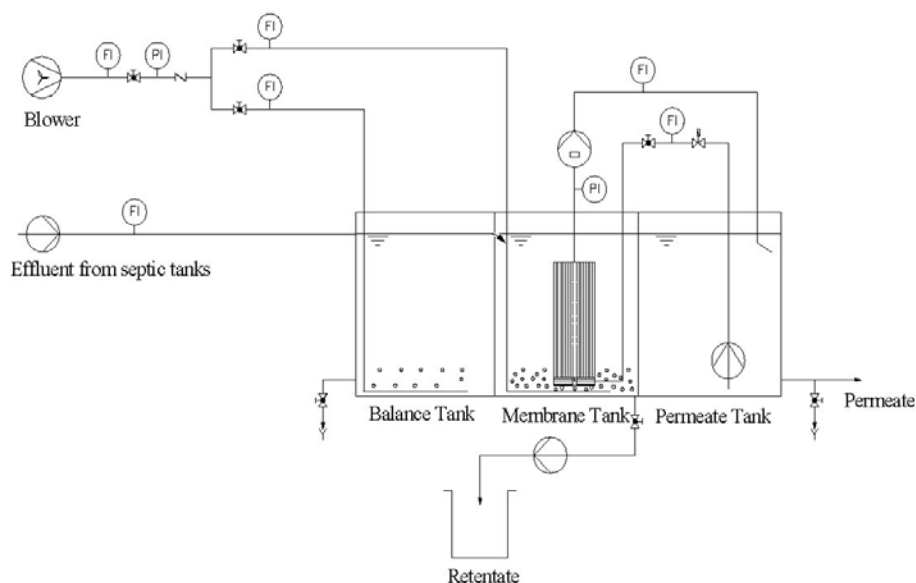 FI
PI
FI
FI
Blower
FI
FI
PI
FI
Effluent from septic tanks
Balance Tank
Membrane Tank
Permeate Tank
Permeate
Retentate